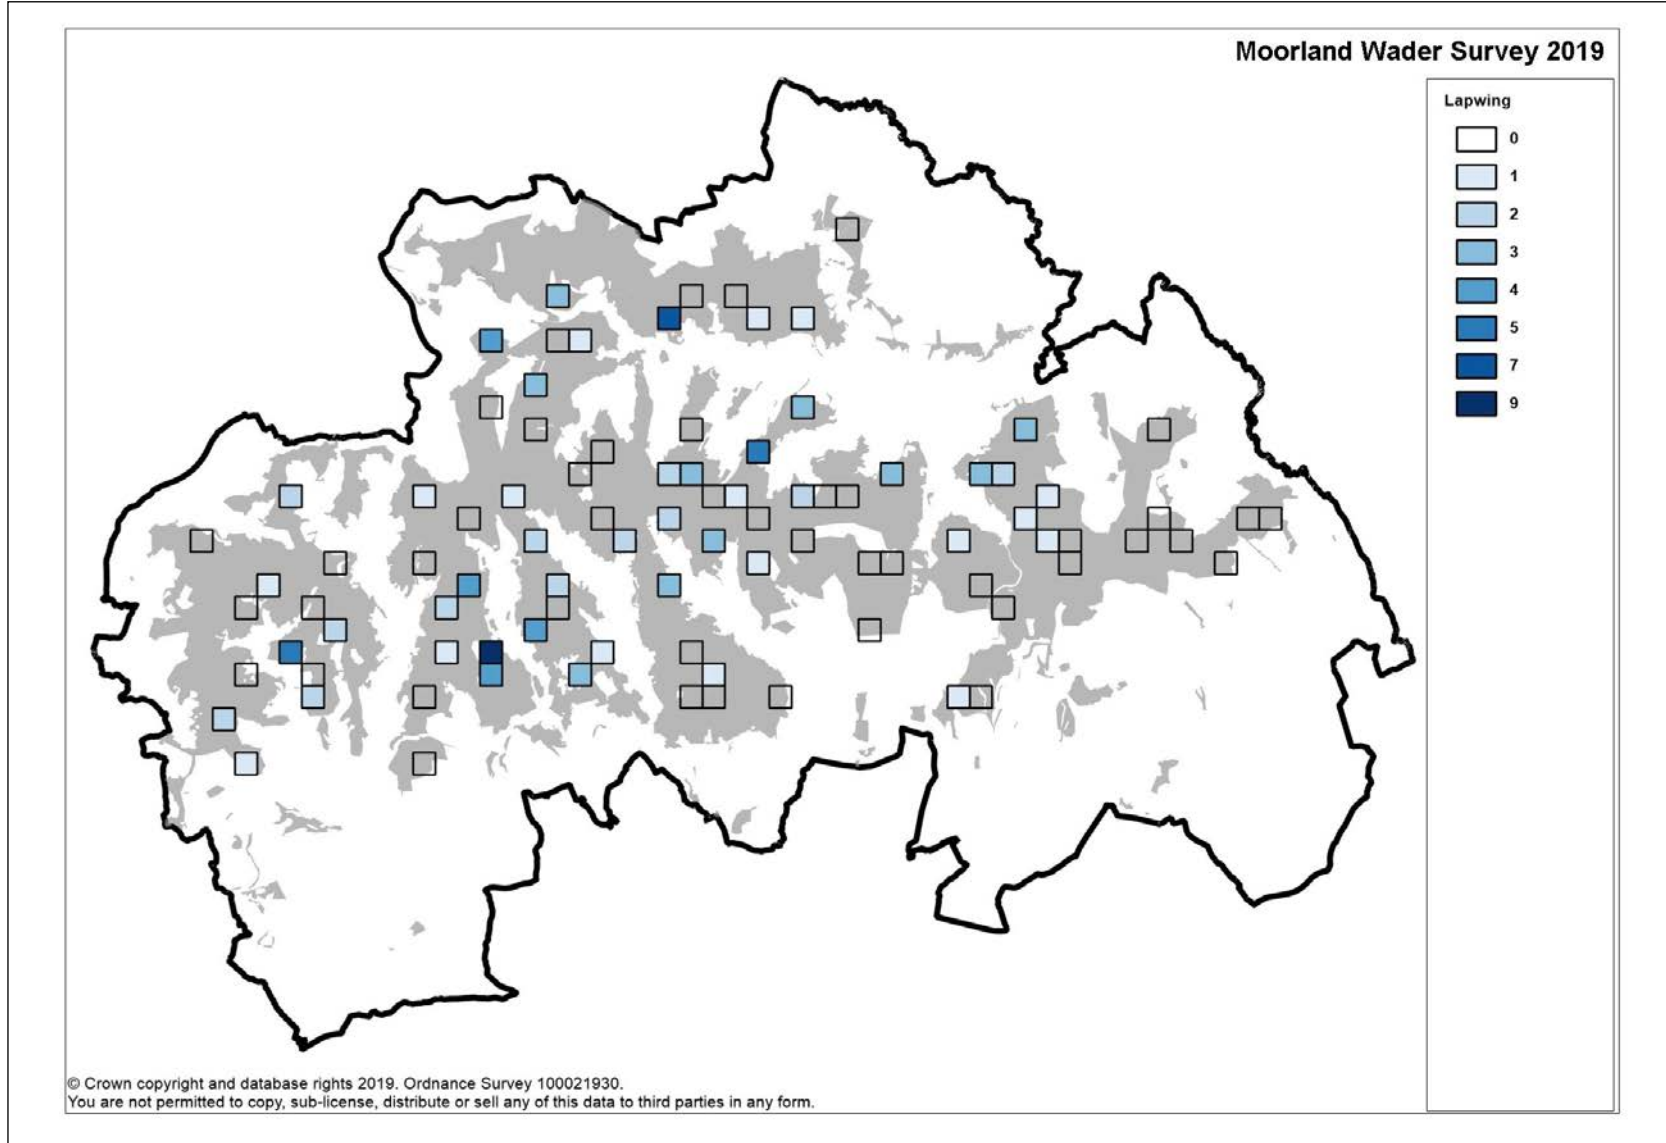 Moorland Wader Survey 2019
Lapwing
0
1
2
3
4
5
7
9
© Crown copyright and database rights 2019. Ordnance Survey 100021930.
You are not permitted to copy, sub-license, distribute or sell any of this data to third parties in any form.